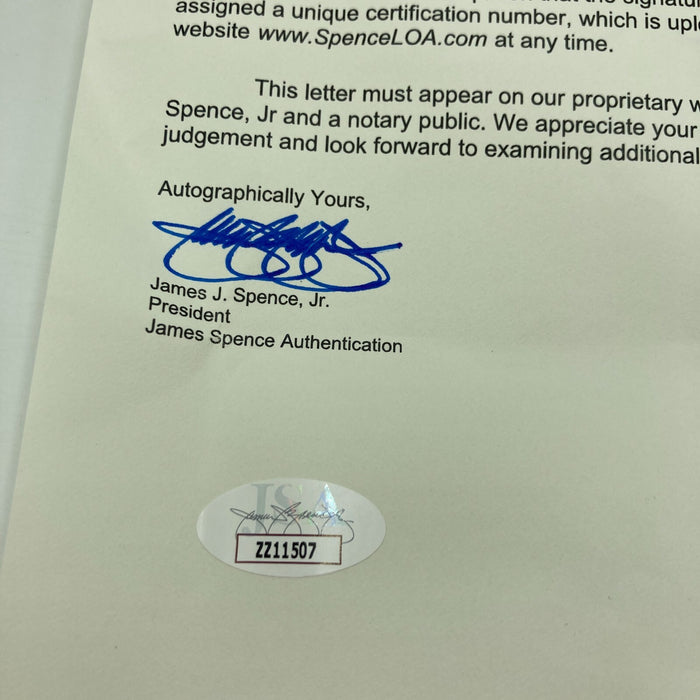 assigned a unique certification number, which is
website www.SpenceLOA.com at any time.
This letter must appear on our proprietary
Spence, Jr and a notary public. We appreciate your
judgement and look forward to examining additional
Autographically Yours,
James J. Spence, Jr.
President
James Spence Authentication
JSA
ZZ11507